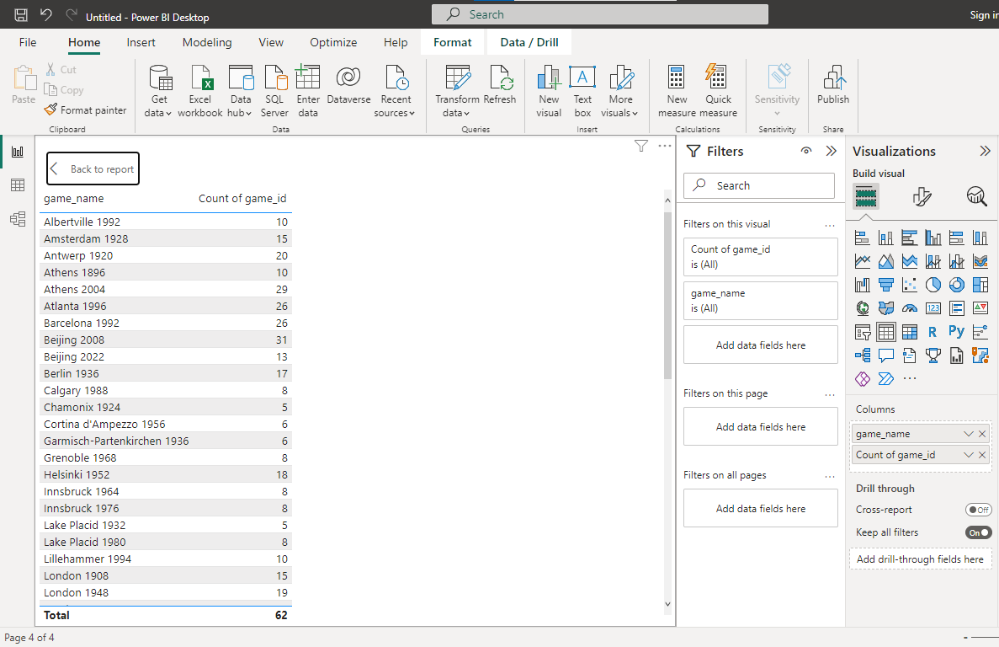 Untitled - Power BI Desktop
Search
Sign in
File Home Insert Modeling View Optimize Help Format Data / Drill
Paste
Cut
Copy
Format painter
Clipboard
Get data
Excel workbook
Data hub
SQL Server
Enter data
Dataverse
Recent sources
Data
Transform data
Refresh
Queries
New visual
Text box
More visuals
Insert
New measure
Quick measure
Calculations
Sensitivity
Sensitivity
Publish
Share
Back to report
game_name Count of game_id
Albertville 1992 10
Amsterdam 1928 15
Antwerp 1920 20
Athens 1896 10
Athens 2004 29
Atlanta 1996 26
Barcelona 1992 26
Beijing 2008 31
Beijing 2022 13
Berlin 1936 17
Calgary 1988 8
Chamonix 1924 5
Cortina d'Ampezzo 1956 6
Garmisch-Partenkirchen 1936 6
Grenoble 1968 8
Helsinki 1952 18
Innsbruck 1964 8
Innsbruck 1976 8
Lake Placid 1932 5
Lake Placid 1980 8
Lillehammer 1994 10
London 1908 15
London 1948 19
Total 62
Filters
Search
Filters on this visual ...
Count of game_id
is (All)
game_name
is (All)
Add data fields here
Filters on this page ...
Add data fields here
Filters on all pages ...
Add data fields here
Visualizations
Build visual
123
R Py
...
Columns
game_name
Count of game_id
Drill through
Cross-report Off
Keep all filters On
Add drill-through fields here
Page 4 of 4